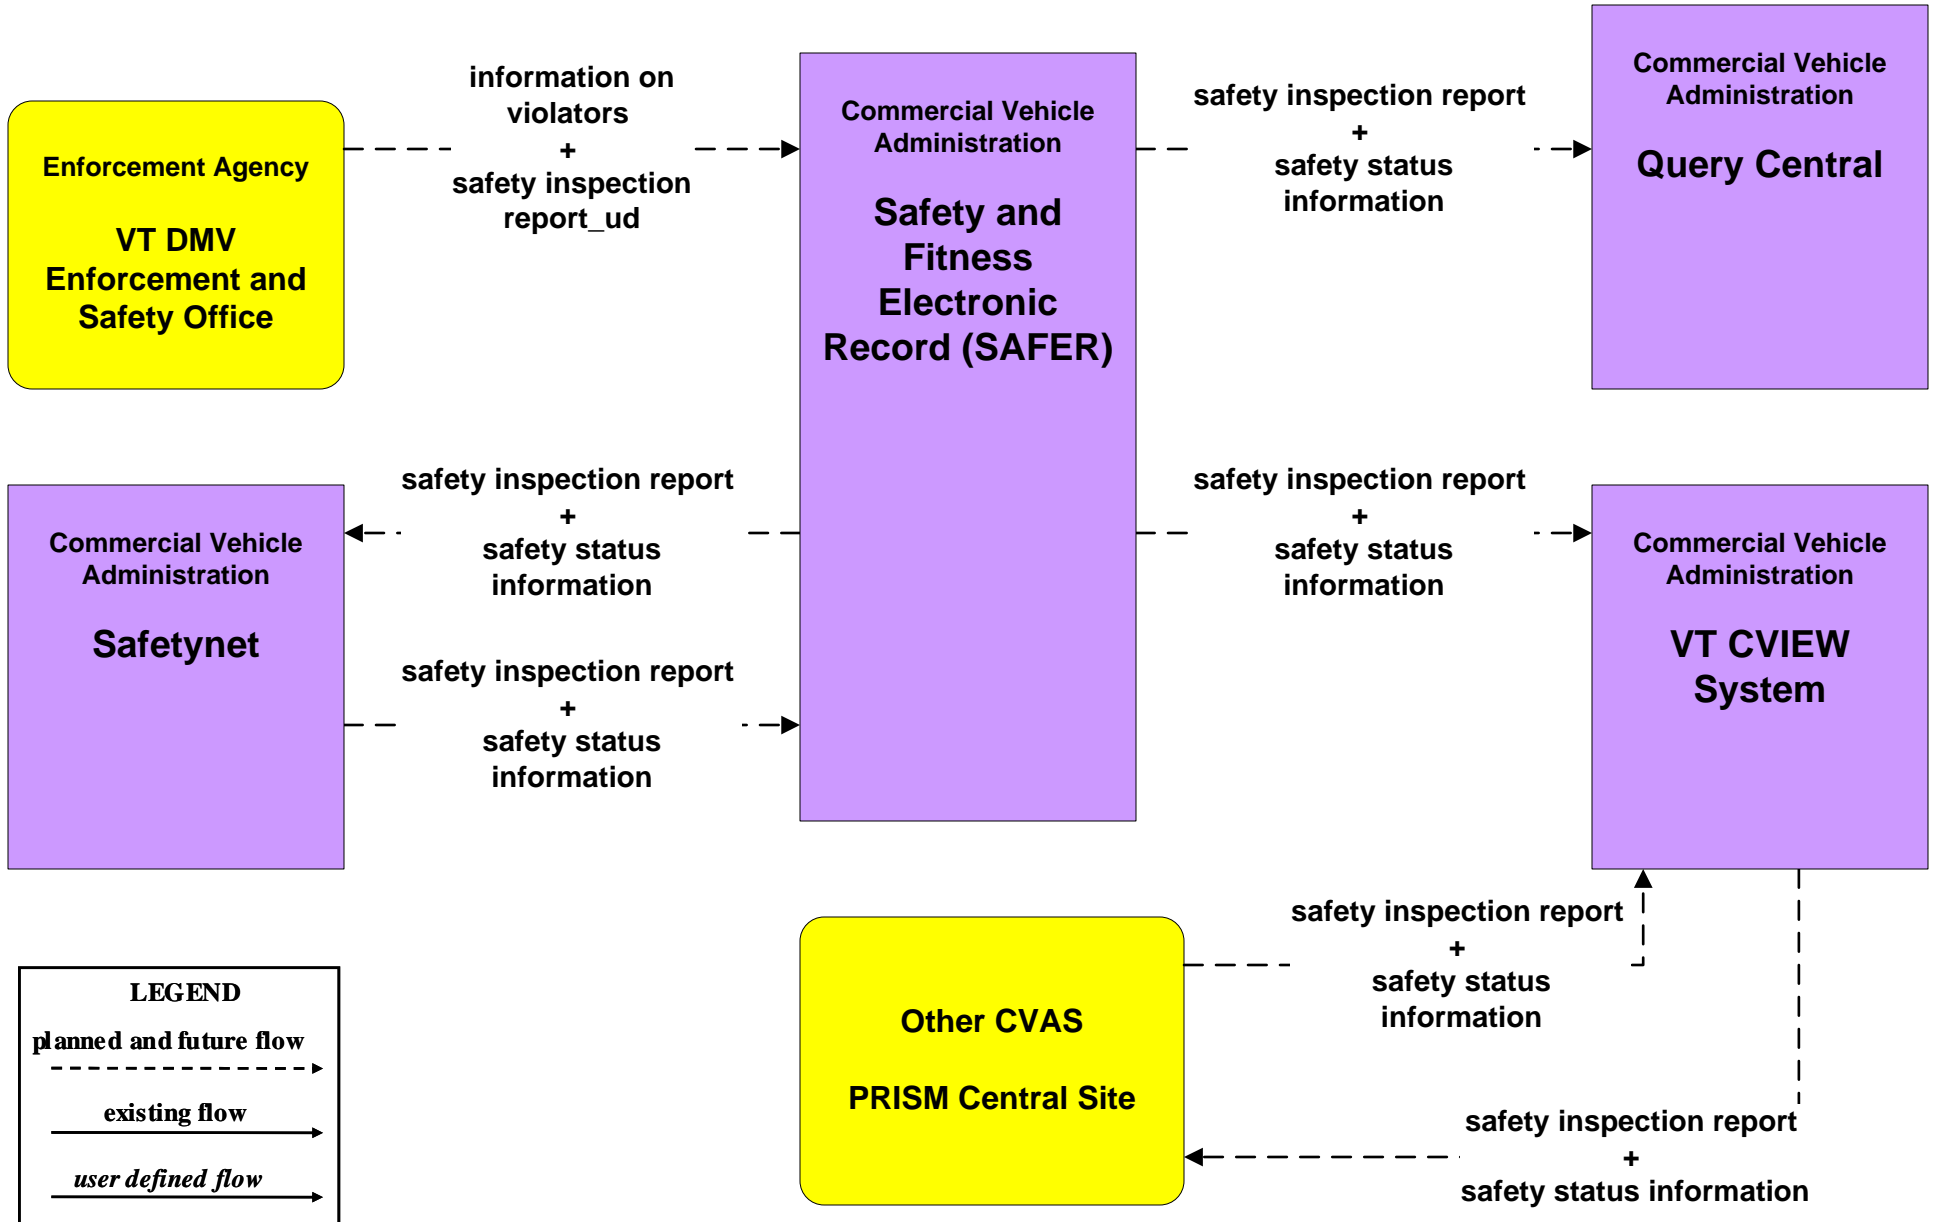 Enforcement Agency
VT DMV
Enforcement and
Safety Office
information on
violators
+
safety inspection
report_ud
Commercial Vehicle
Administration
Safety and
Fitness
Electronic
Record (SAFER)
safety inspection report
+
safety status
information
Commercial Vehicle
Administration
Query Central
Commercial Vehicle
Administration
Safetynet
safety inspection report
+
safety status
information
safety inspection report
+
safety status
information
safety inspection report
+
safety status
information
Commercial Vehicle
Administration
VT CVIEW
System
safety inspection report
+
safety status
information
Other CVAS
PRISM Central Site
safety inspection report
+
safety status information
LEGEND
planned and future flow
existing flow
user defined flow